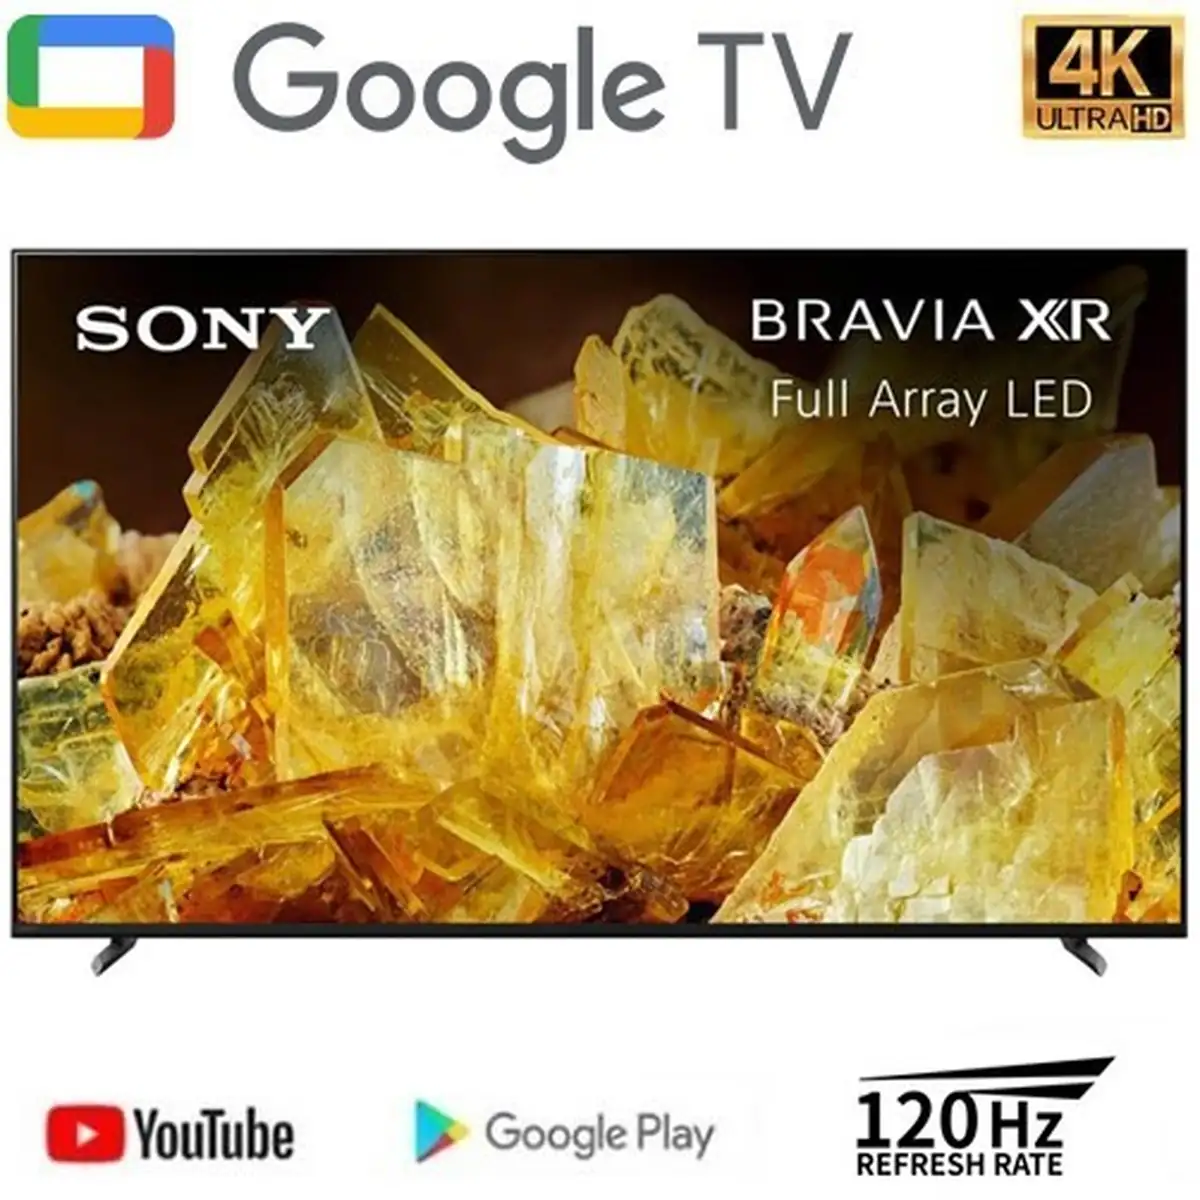 Google TV
4K
ULTRA HD
SONY
BRAVIA XR
Full Array LED
YouTube
Google Play
120 Hz
REFRESH RATE